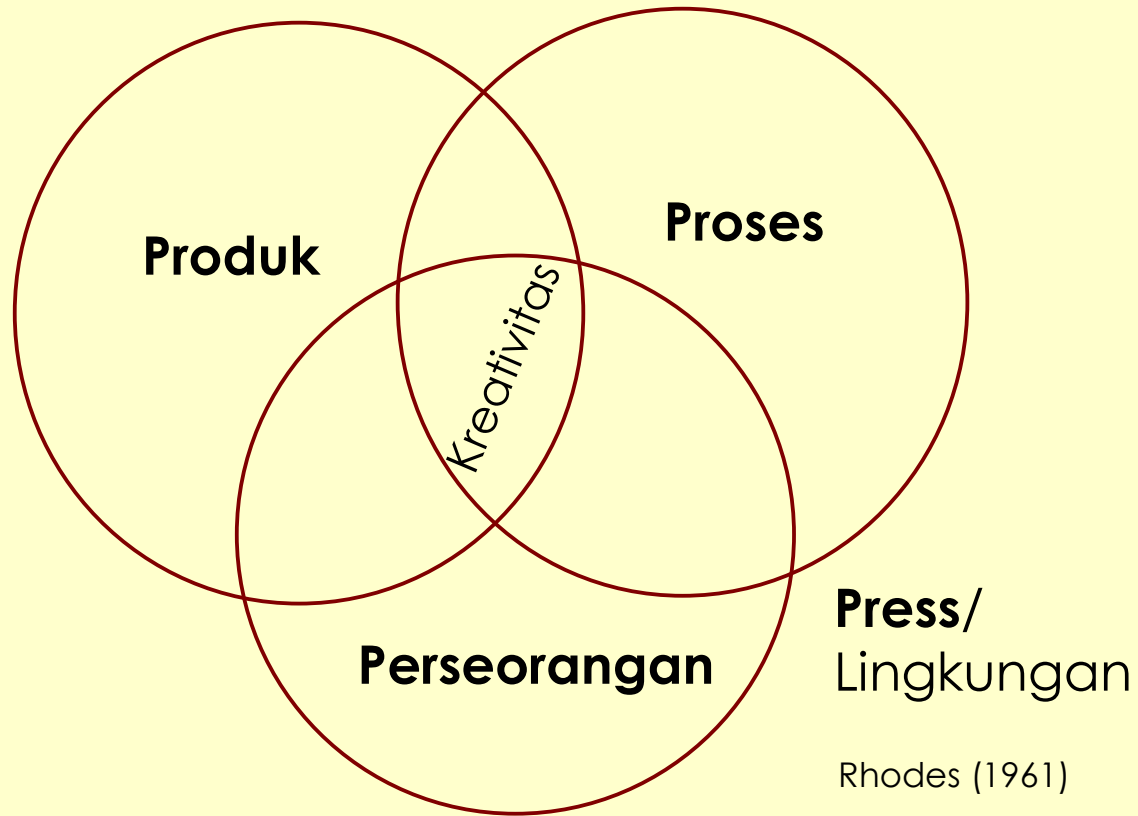 Produk
Proses
Kreativitas
Perseorangan
Press/
Lingkungan
Rhodes (1961)